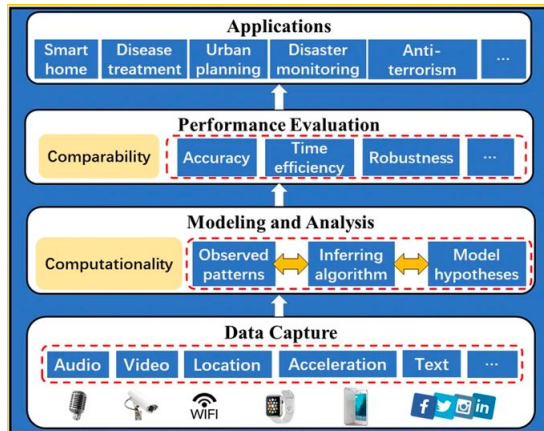 Applications
Smart home
Disease treatment
Urban planning
Disaster monitoring
Anti-terrorism
...
Performance Evaluation
Comparability
Accuracy
Time efficiency
Robustness
...
Modeling and Analysis
Computationality
Observed patterns
Inferring algorithm
Model hypotheses
Data Capture
Audio
Video
Location
Acceleration
Text
...
WIFI
f
in